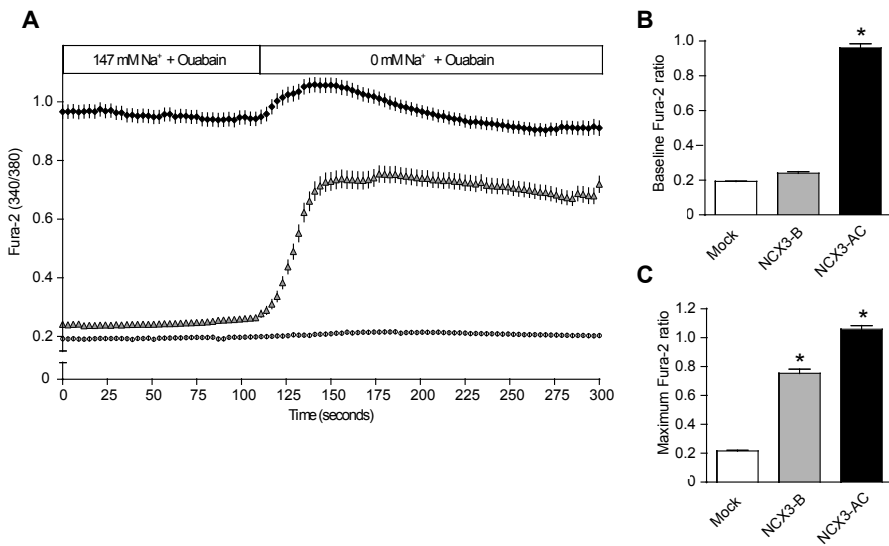 A
147 mM Na⁺ + Ouabain
0 mM Na⁺ + Ouabain
Fura-2 (340/380)
1.0
0.8
0.6
0.4
0.2
0
0 25 50 75 100 125 150 175 200 225 250 275 300
Time (seconds)
B
Baseline Fura-2 ratio
1.0
0.8
0.6
0.4
0.2
0
*
Mock
NCX3-B
NCX3-AC
C
Maximum Fura-2 ratio
1.2
1.0
0.8
0.6
0.4
0.2
0
*
*
Mock
NCX3-B
NCX3-AC